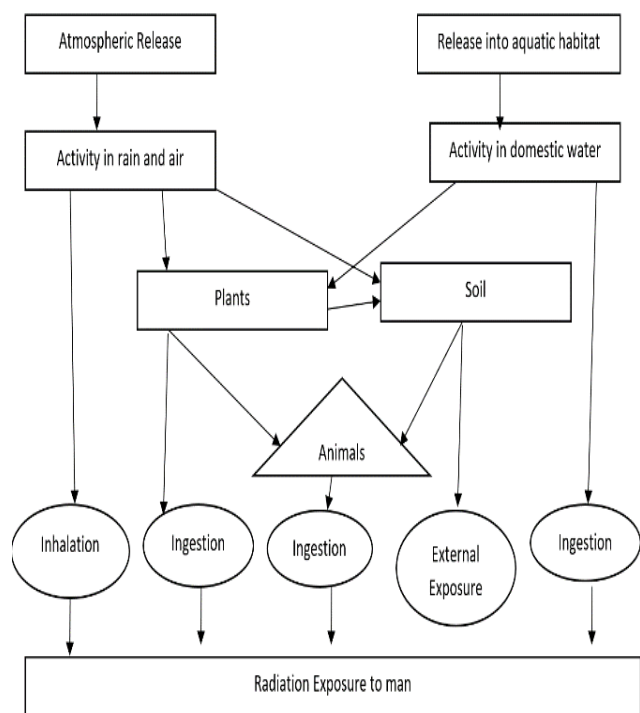 Atmospheric Release
Release into aquatic habitat
Activity in rain and air
Activity in domestic water
Plants
Soil
Animals
Inhalation
Ingestion
Ingestion
External
Exposure
Ingestion
Radiation Exposure to man